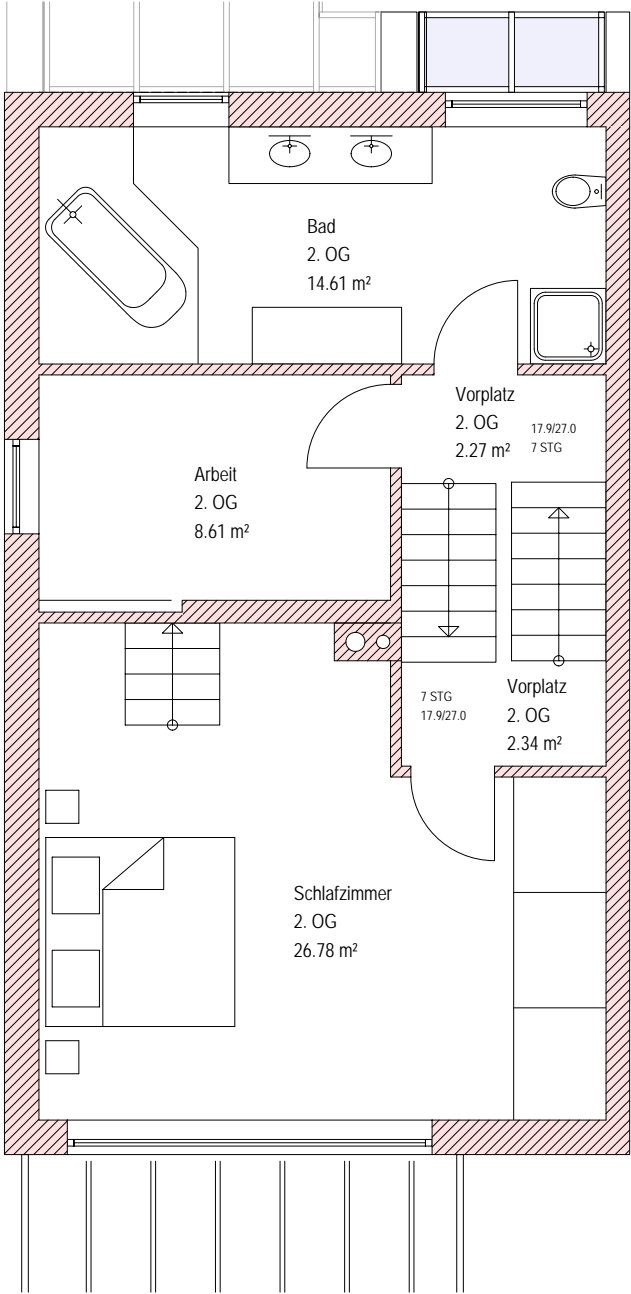 Bad
2. OG
14.61 m²
Vorplatz
2. OG
2.27 m²
17.9/27.0
7 STG
Arbeit
2. OG
8.61 m²
7 STG
17.9/27.0
Vorplatz
2. OG
2.34 m²
Schlafzimmer
2. OG
26.78 m²